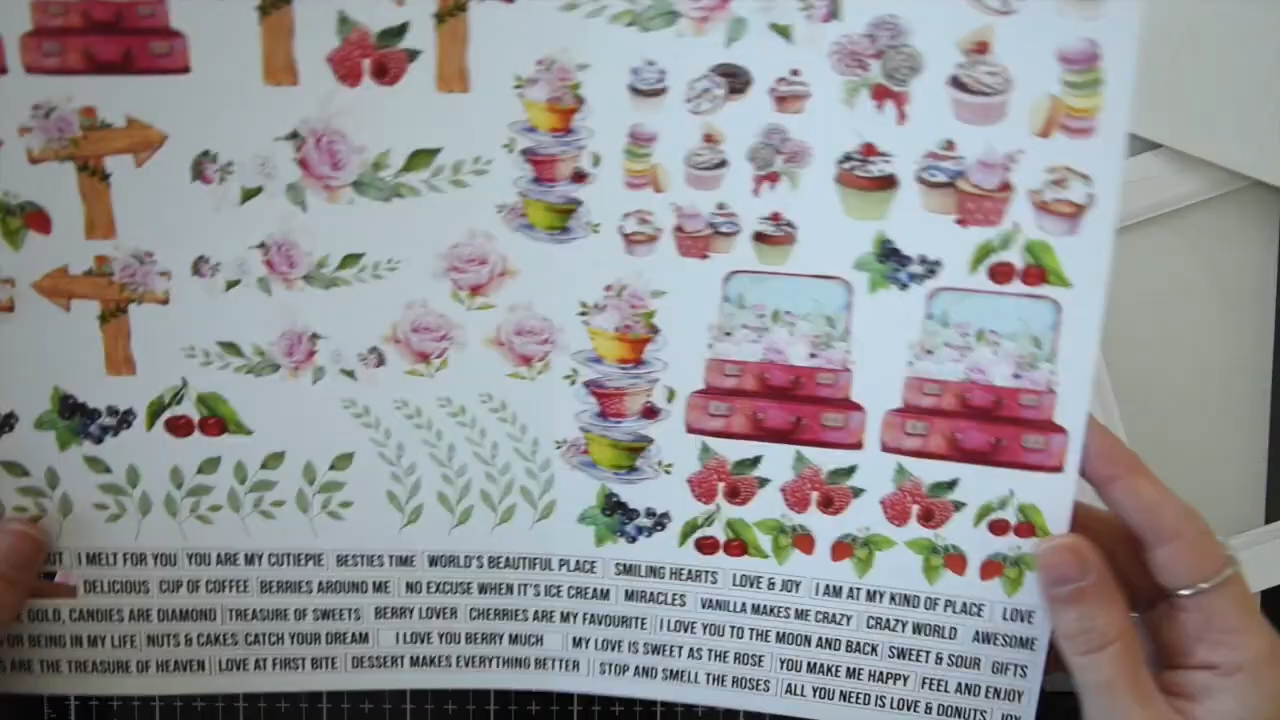 I MELT FOR YOU YOU ARE MY CUTIEPIE BESTIES TIME WORLD'S BEAUTIFUL PLACE SMILING HEARTS LOVE & JOY I AM AT MY KIND OF PLACE LOVE
DELICIOUS CUP OF COFFEE BERRIES AROUND ME NO EXCUSE WHEN IT'S ICE CREAM MIRACLES VANILLA MAKES ME CRAZY CRAZY WORLD AWESOME
GOLD, CANDIES ARE DIAMOND TREASURE OF SWEETS BERRY LOVER CHERRIES ARE MY FAVOURITE I LOVE YOU TO THE MOON AND BACK SWEET & SOUR GIFTS
FOR BEING IN MY LIFE NUTS & CAKES CATCH YOUR DREAM I LOVE YOU BERRY MUCH MY LOVE IS SWEET AS THE ROSE YOU MAKE ME HAPPY FEEL AND ENJOY
ARE THE TREASURE OF HEAVEN LOVE AT FIRST BITE DESSERT MAKES EVERYTHING BETTER STOP AND SMELL THE ROSES ALL YOU NEED IS LOVE & DONUTS JOY